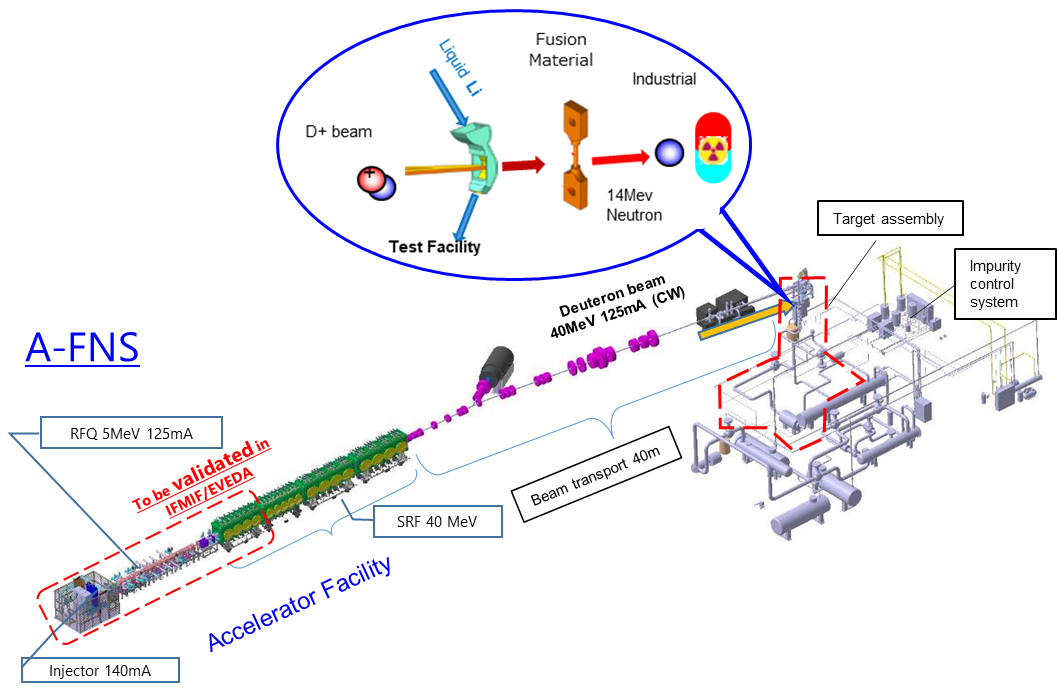 Liquid Li
Fusion
Material
Industrial
D+ beam
+
14Mev
Neutron
Test Facility
Target assembly
Impurity
control
system
Deuteron beam
40MeV 125mA (CW)
A-FNS
RFQ 5MeV 125mA
To be validated in
IFMIF/EVEDA
Beam transport 40m
SRF 40 MeV
Accelerator Facility
Injector 140mA